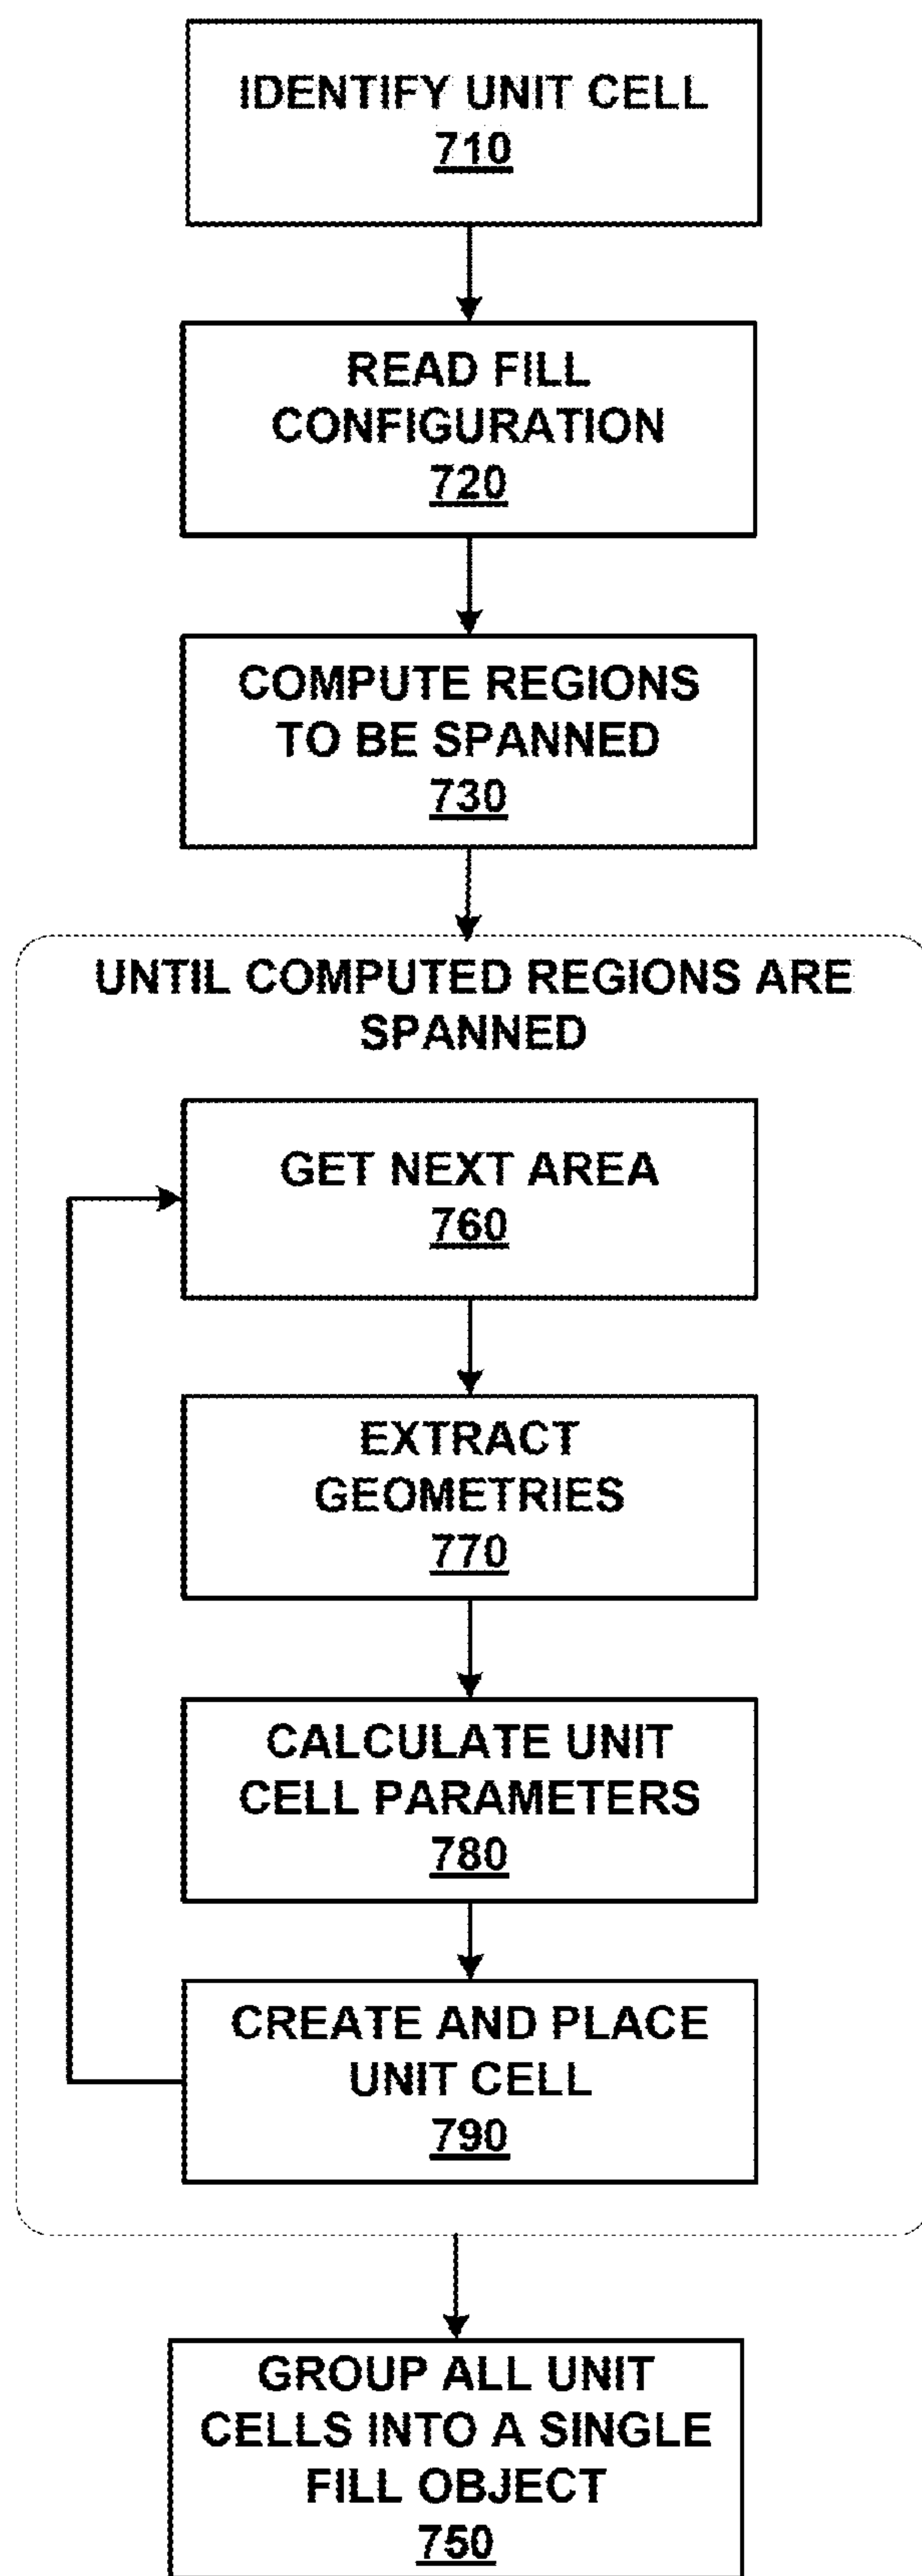 IDENTIFY UNIT CELL
710
READ FILL
CONFIGURATION
720
COMPUTE REGIONS
TO BE SPANNED
730
UNTIL COMPUTED REGIONS ARE
SPANNED
GET NEXT AREA
760
EXTRACT
GEOMETRIES
770
CALCULATE UNIT
CELL PARAMETERS
780
CREATE AND PLACE
UNIT CELL
790
GROUP ALL UNIT
CELLS INTO A SINGLE
FILL OBJECT
750